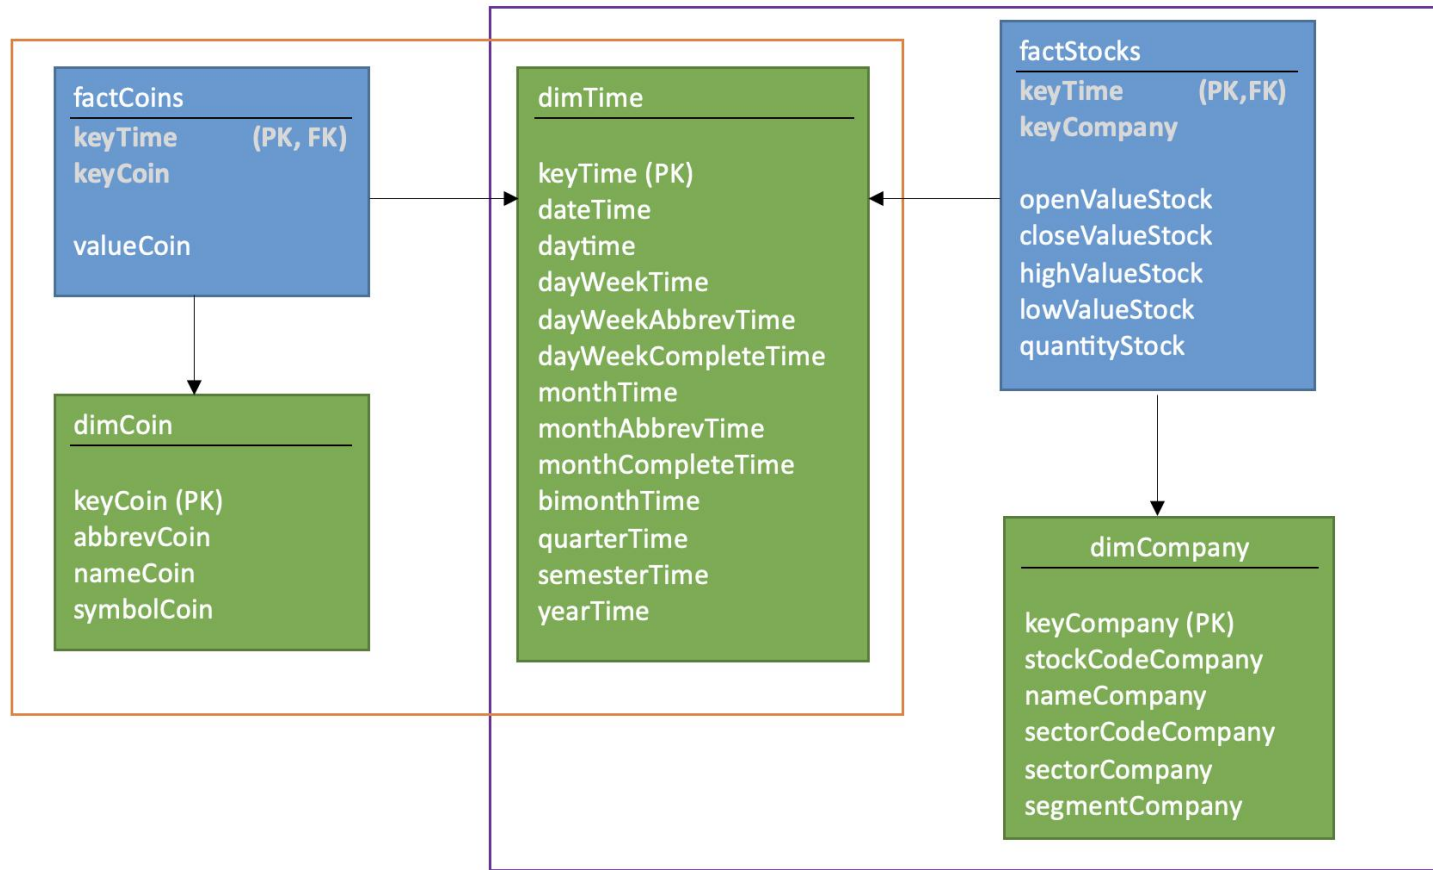 factCoins
keyTime (PK, FK)
keyCoin
valueCoin
dimCoin
keyCoin (PK)
abbrevCoin
nameCoin
symbolCoin
dimTime
keyTime (PK)
dateTime
daytime
dayWeekTime
dayWeekAbbrevTime
dayWeekCompleteTime
monthTime
monthAbbrevTime
monthCompleteTime
bimonthTime
quarterTime
semesterTime
yearTime
factStocks
keyTime (PK,FK)
keyCompany
openValueStock
closeValueStock
highValueStock
lowValueStock
quantityStock
dimCompany
keyCompany (PK)
stockCodeCompany
nameCompany
sectorCodeCompany
sectorCompany
segmentCompany